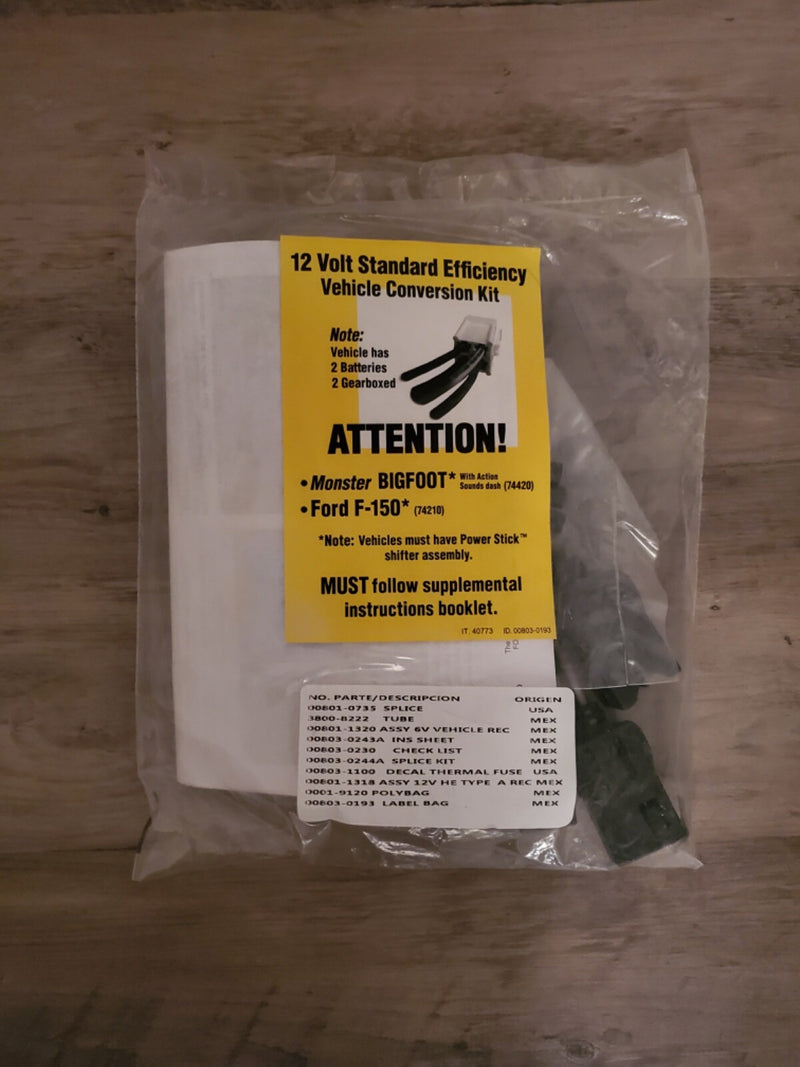 12 Volt Standard Efficiency
Vehicle Conversion Kit
Note:
Vehicle has
2 Batteries
2 Gearboxed
ATTENTION!
• Monster BIGFOOT* With Action Sounds dash (74420)
• Ford F-150* (74210)
*Note: Vehicles must have Power Stick™
shifter assembly.
MUST follow supplemental
instructions booklet.
IT. 40773 ID. 00803-0193
The
NO. PARTE/DESCRIPCION ORIGEN
00801-0735 SPLICE USA
3800-8222 TUBE MEX
00801-1320 ASSY 6V VEHICLE REC MEX
00803-0243A INS SHEET MEX
00803-0230 CHECK LIST MEX
00803-0244A SPLICE KIT MEX
00803-1100 DECAL THERMAL FUSE USA
00801-1318 ASSY 12V HE TYPE A REC MEX
0001-9120 POLYBAG MEX
00803-0193 LABEL BAG MEX